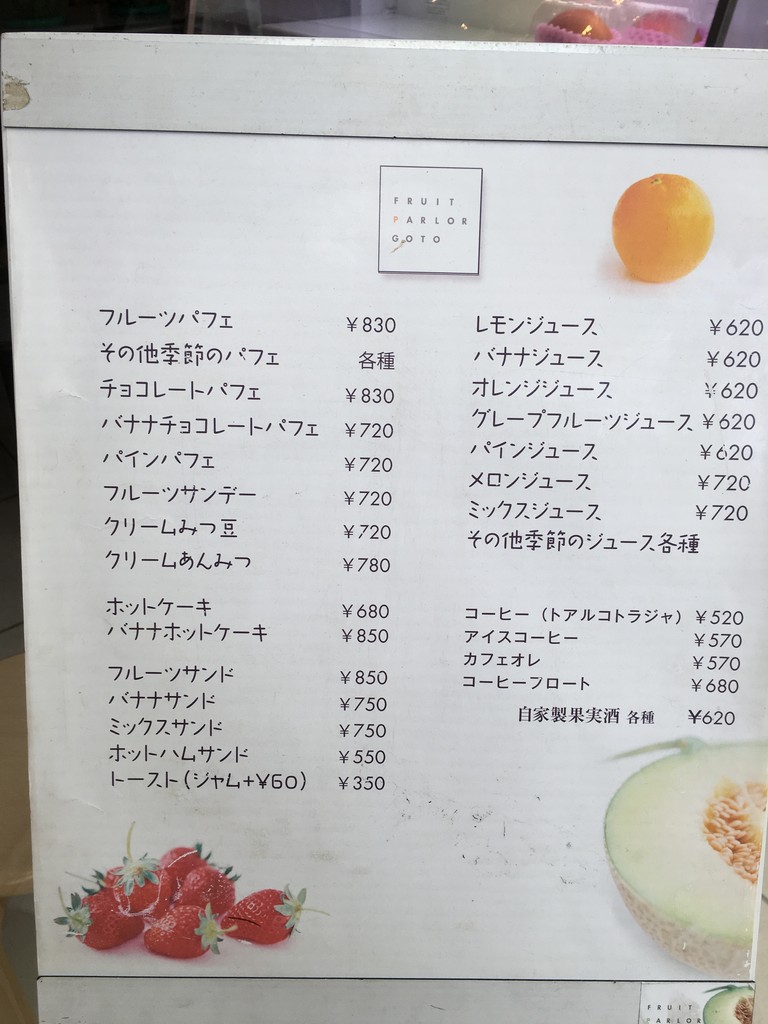 FRUIT
PARLOR
GOTO
フルーツパフェ ¥830
その他季節のパフェ 各種
チョコレートパフェ ¥830
バナナチョコレートパフェ ¥720
パインパフェ ¥720
フルーツサンデー ¥720
クリームみつ豆 ¥720
クリームあんみつ ¥780
ホットケーキ ¥680
バナナホットケーキ ¥850
フルーツサンド ¥850
バナナサンド ¥750
ミックスサンド ¥750
ホットハムサンド ¥550
トースト(ジャム+¥60) ¥350
レモンジュース ¥620
バナナジュース ¥620
オレンジジュース ¥620
グレープフルーツジュース ¥620
パインジュース ¥620
メロンジュース ¥720
ミックスジュース ¥720
その他季節のジュース各種
コーヒー（トアルコトラジャ） ¥520
アイスコーヒー ¥570
カフェオレ ¥570
コーヒーフロート ¥680
自家製果実酒 各種 ¥620
FRUIT
PARLOR